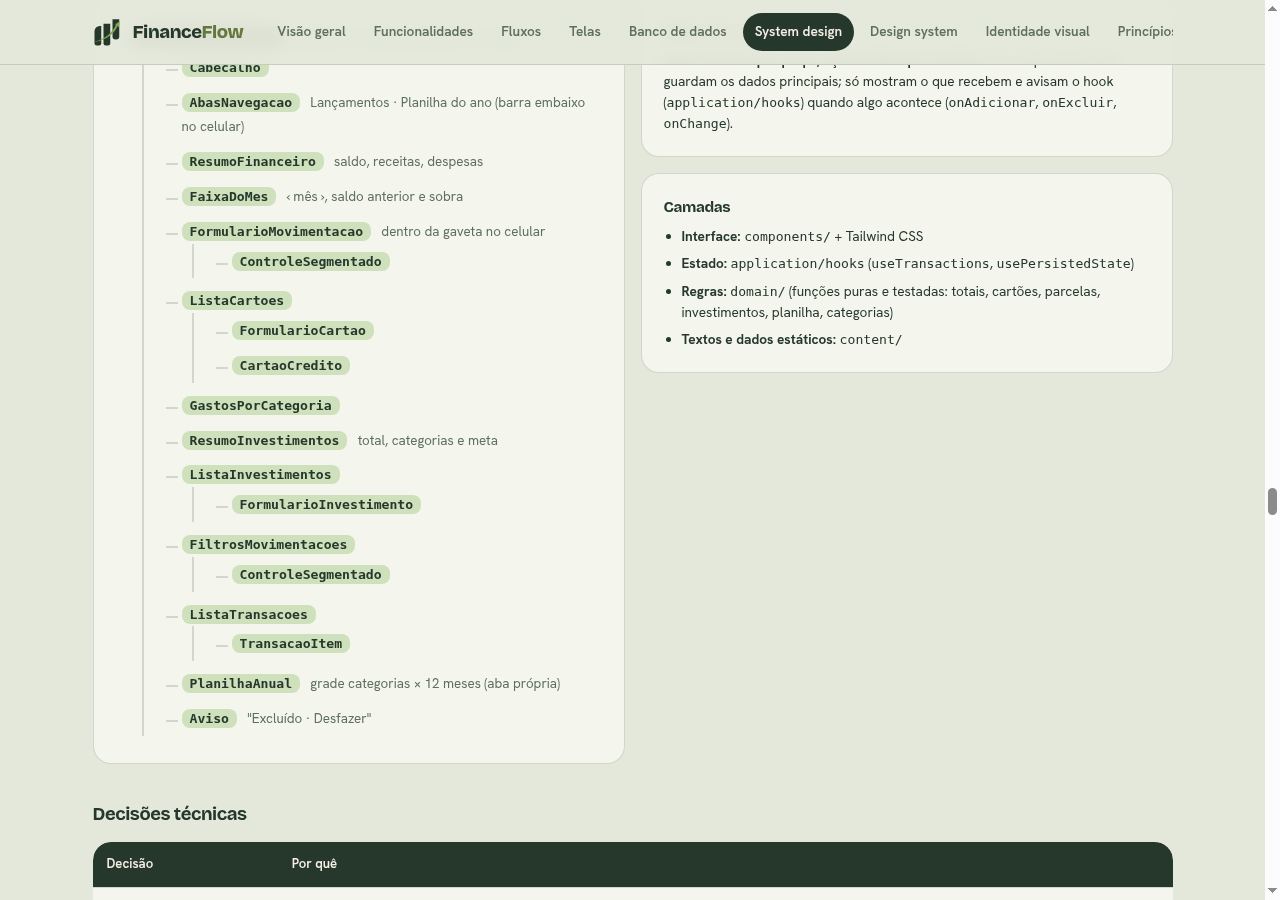 FinanceFlow
Visão geral
Funcionalidades
Fluxos
Telas
Banco de dados
System design
Design system
Identidade visual
Princípios
Cabecalho
AbasNavegacao Lançamentos · Planilha do ano (barra embaixo
no celular)
ResumoFinanceiro saldo, receitas, despesas
FaixaDoMes ‹ mês ›, saldo anterior e sobra
FormularioMovimentacao dentro da gaveta no celular
ControleSegmentado
ListaCartoes
FormularioCartao
CartaoCredito
GastosPorCategoria
ResumoInvestimentos total, categorias e meta
ListaInvestimentos
FormularioInvestimento
FiltrosMovimentacoes
ControleSegmentado
ListaTransacoes
TransacaoItem
PlanilhaAnual grade categorias × 12 meses (aba própria)
Aviso "Excluído · Desfazer"
guardam os dados principais; só mostram o que recebem e avisam o hook
(application/hooks) quando algo acontece (onAdicionar, onExcluir,
onChange).
Camadas
Interface: components/ + Tailwind CSS
Estado: application/hooks (useTransactions, usePersistedState)
Regras: domain/ (funções puras e testadas: totais, cartões, parcelas,
investimentos, planilha, categorias)
Textos e dados estáticos: content/
Decisões técnicas
Decisão Por quê